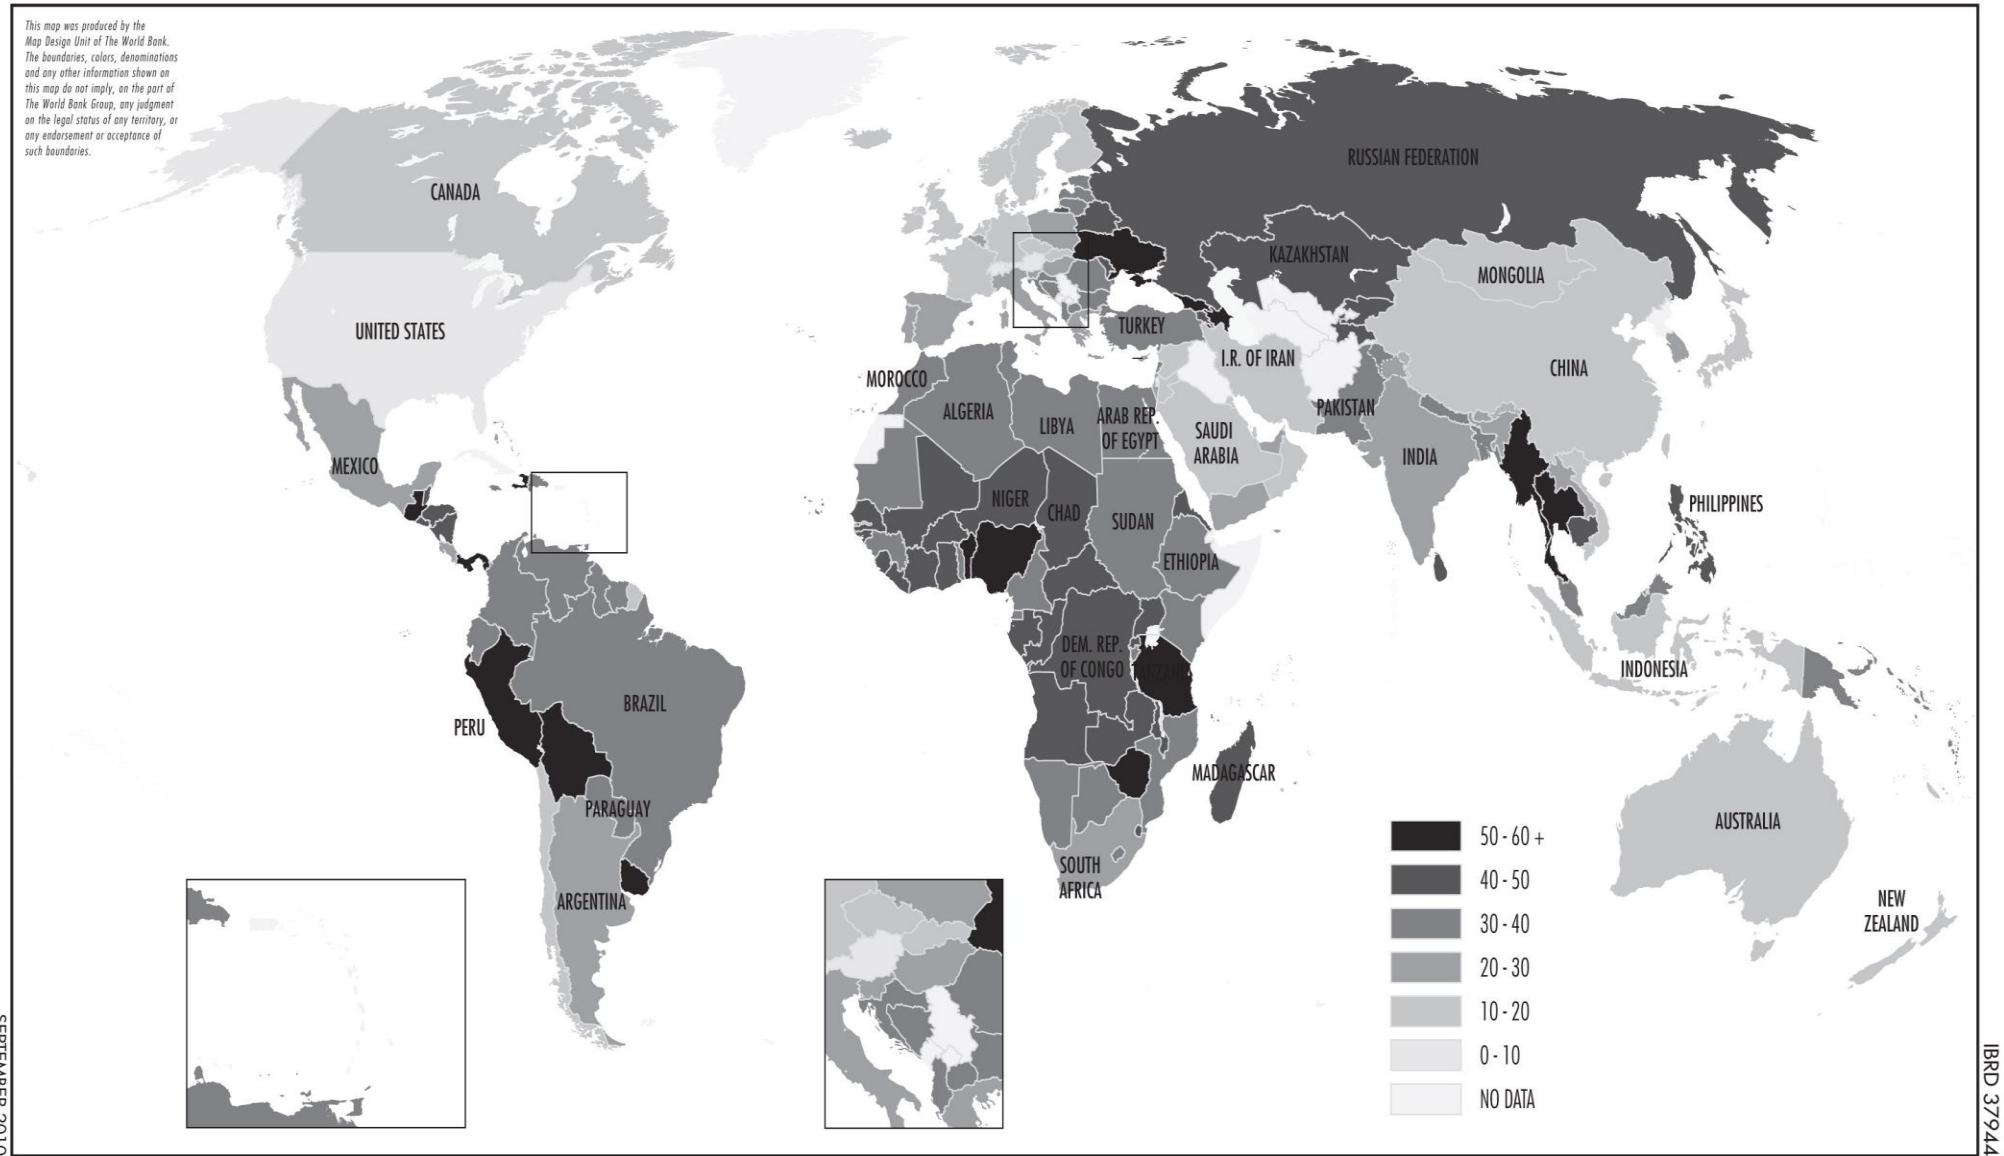 This map was produced by the
Map Design Unit of The World Bank.
The boundaries, colors, denominations
and any other information shown on
this map do not imply, on the part of
The World Bank Group, any judgment
on the legal status of any territory, or
any endorsement or acceptance of
such boundaries.
RUSSIAN FEDERATION
CANADA
KAZAKHSTAN
MONGOLIA
UNITED STATES
TURKEY
I.R. OF IRAN
CHINA
MOROCCO
ALGERIA
LIBYA
ARAB REP.
OF EGYPT
PAKISTAN
SAUDI
ARABIA
INDIA
MEXICO
NIGER
CHAD
SUDAN
PHILIPPINES
ETHIOPIA
DEM. REP.
OF CONGO
TANZANIA
INDONESIA
BRAZIL
PERU
MADAGASCAR
PARAGUAY
AUSTRALIA
SOUTH
AFRICA
ARGENTINA
NEW
ZEALAND
50 - 60 +
40 - 50
30 - 40
20 - 30
10 - 20
0 - 10
NO DATA
SEPTEMBER 2010
IBRD 37944